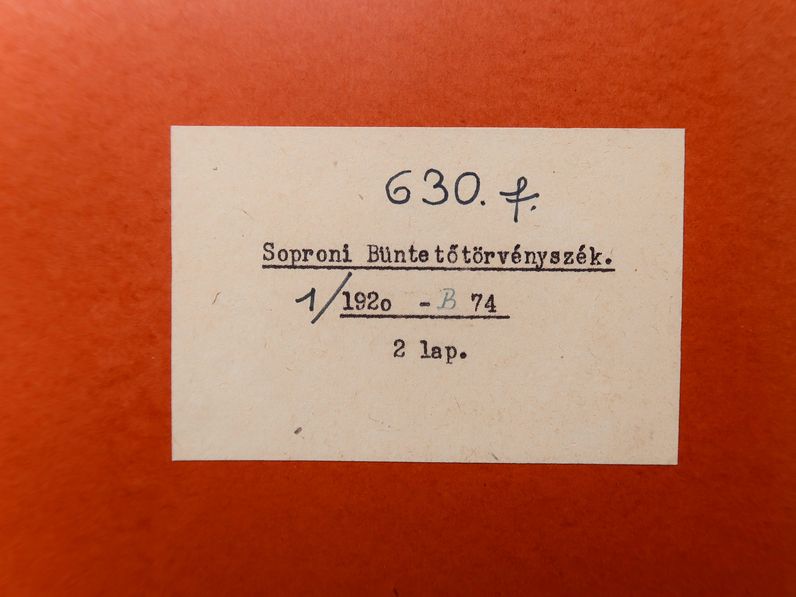 630. f.
Soproni Büntetőtörvényszék.
1/192o - B 74
2 lap.